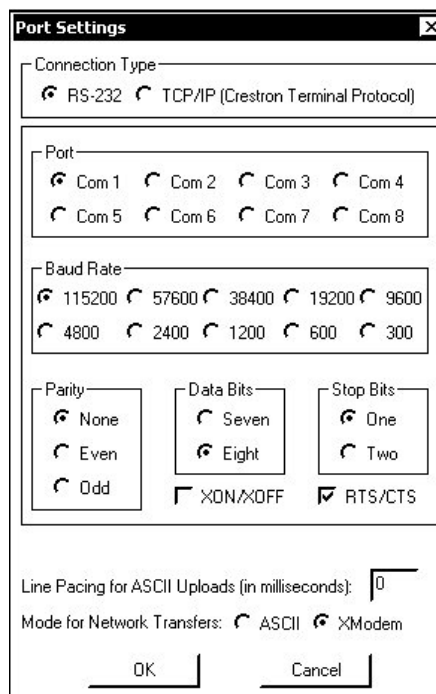 Port Settings
Connection Type
RS-232 TCP/IP (Crestron Terminal Protocol)
Port
Com 1 Com 2 Com 3 Com 4
Com 5 Com 6 Com 7 Com 8
Baud Rate
115200 57600 38400 19200 9600
4800 2400 1200 600 300
Parity Data Bits Stop Bits
None Seven One
Even Eight Two
Odd XON/XOFF RTS/CTS
Line Pacing for ASCII Uploads (in milliseconds): 0
Mode for Network Transfers: ASCII XModem
OK Cancel